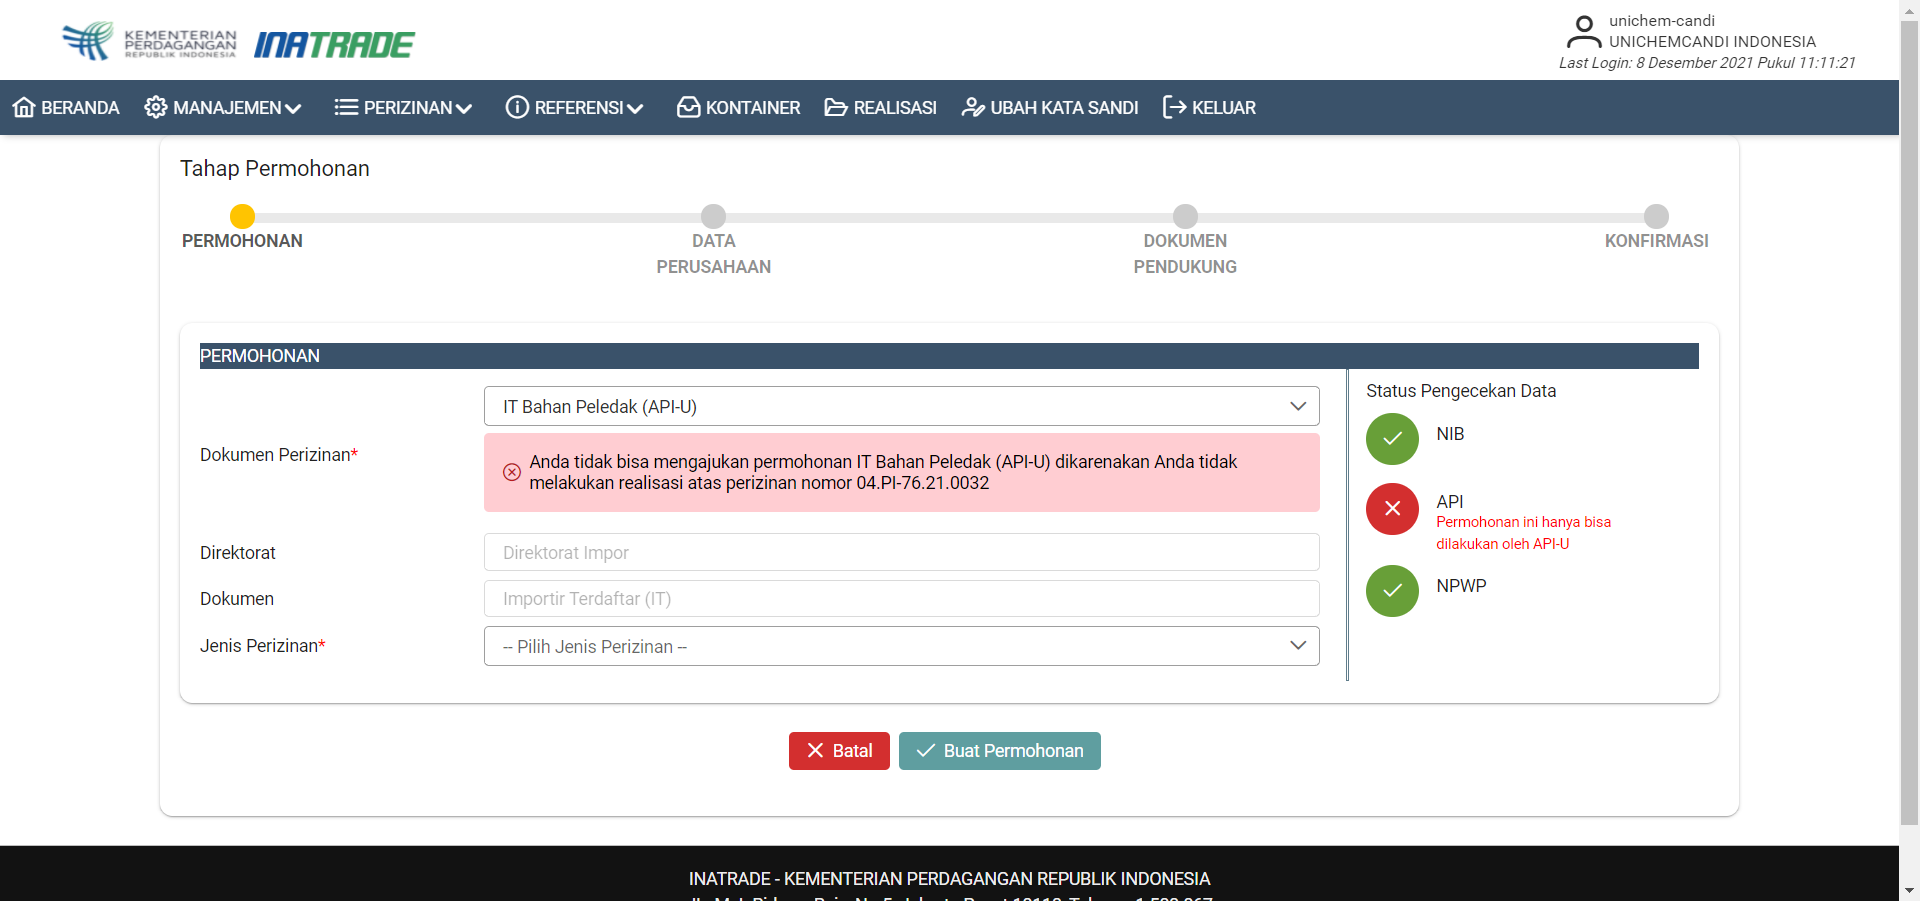 KEMENTERIAN
PERDAGANGAN
REPUBLIK INDONESIA
INATRADE
unichem-candi
UNICHEMCANDI INDONESIA
Last Login: 8 Desember 2021 Pukul 11:11:21
BERANDA MANAJEMEN PERIZINAN REFERENSI KONTAINER REALISASI UBAH KATA SANDI KELUAR
Tahap Permohonan
PERMOHONAN
DATA
PERUSAHAAN
DOKUMEN
PENDUKUNG
KONFIRMASI
PERMOHONAN
Dokumen Perizinan*
IT Bahan Peledak (API-U)
Anda tidak bisa mengajukan permohonan IT Bahan Peledak (API-U) dikarenakan Anda tidak
melakukan realisasi atas perizinan nomor 04.PI-76.21.0032
Direktorat
Direktorat Impor
Dokumen
Importir Terdaftar (IT)
Jenis Perizinan*
-- Pilih Jenis Perizinan --
Status Pengecekan Data
NIB
API
Permohonan ini hanya bisa
dilakukan oleh API-U
NPWP
Batal
Buat Permohonan
INATRADE - KEMENTERIAN PERDAGANGAN REPUBLIK INDONESIA